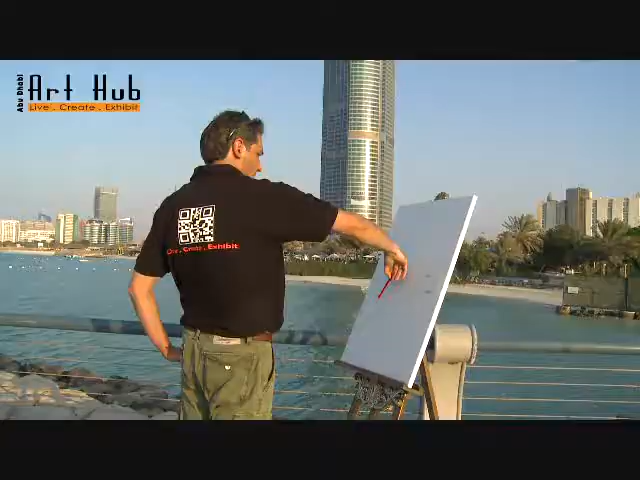 Abu Dhabi
Art Hub
Live . Create . Exhibit
Live . Create . Exhibit